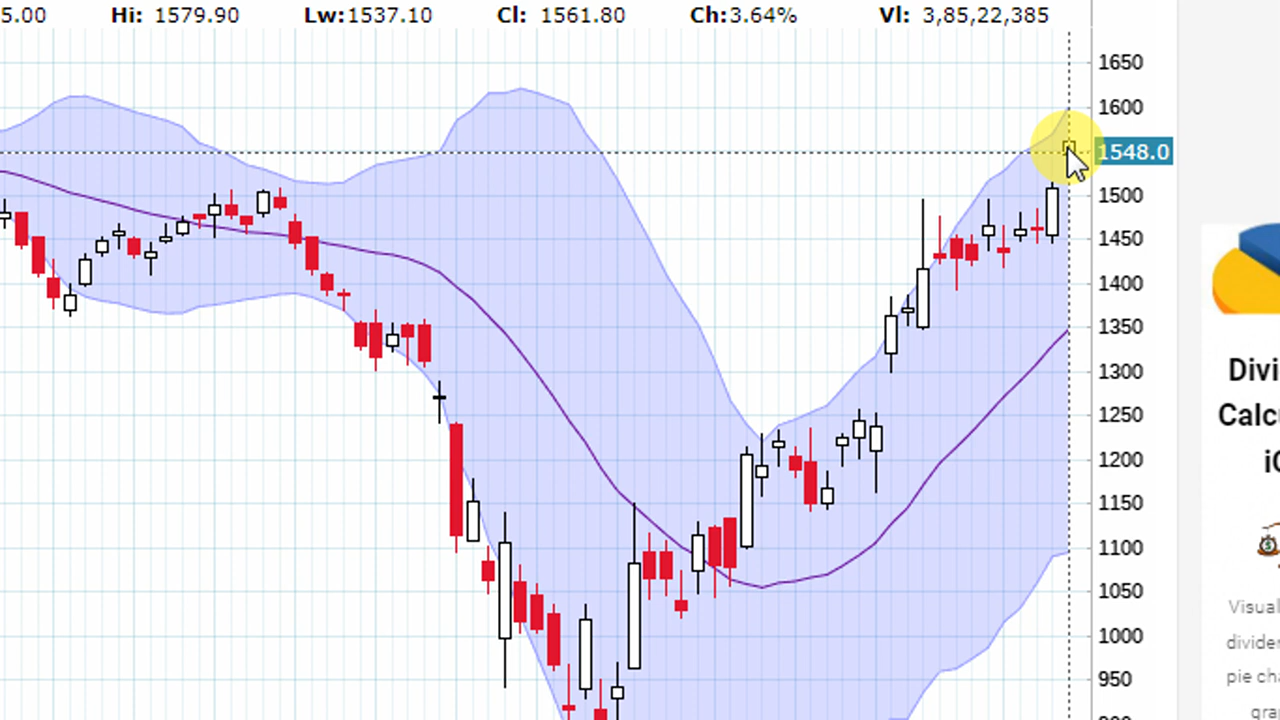 5.00 Hi: 1579.90 Lw:1537.10 Cl: 1561.80 Ch:3.64% Vl: 3,85,22,385
1650
1600
1548.0
1500
1450
1400
1350
1300
1250
1200
1150
1100
1050
1000
950
Divi
Calcu
i
Visual
divide
pie cha
gra